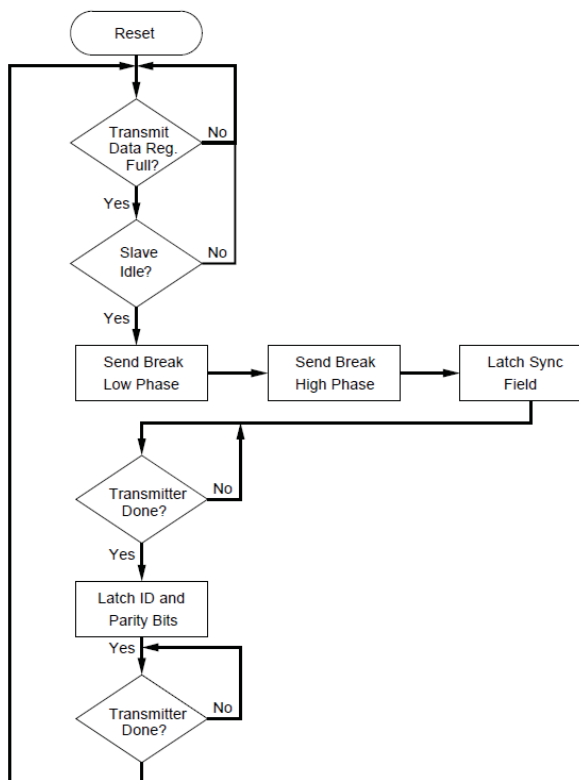 Reset
Transmit
Data Reg.
Full?
No
Yes
Slave
Idle?
No
Yes
Send Break
Low Phase
Send Break
High Phase
Latch Sync
Field
Transmitter
Done?
No
Yes
Latch ID and
Parity Bits
Yes
Transmitter
Done?
No